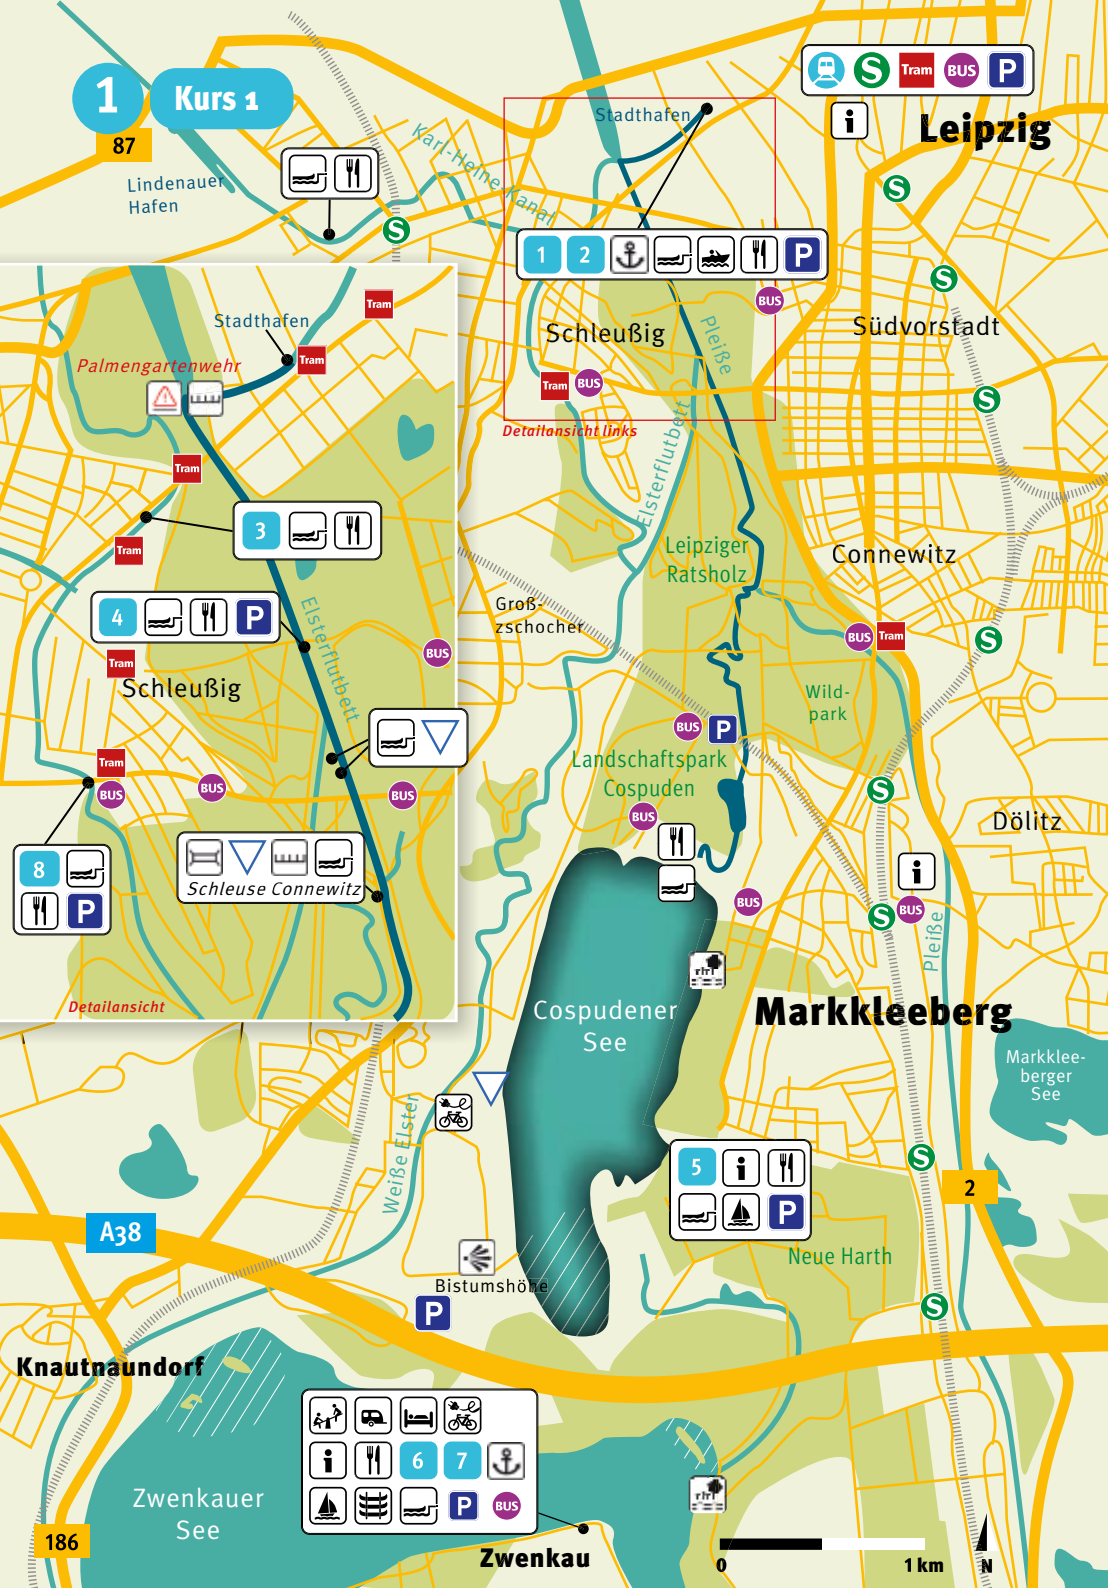 1
Kurs 1
87
Lindenauer
Hafen
Karl-Heine-Kanal
Stadthafen
S
Tram
BUS
P
i
Leipzig
S
S
1
2
P
BUS
Schleußig
Pleiße
Südvorstadt
S
S
Tram
BUS
Detailansicht links
Elsterflutbett
Stadthafen
Tram
Tram
Palmengartenwehr
Tram
3
Tram
4
P
Elsterflutbett
BUS
Tram
Schleußig
Tram
BUS
BUS
BUS
8
P
Schleuse Connewitz
Detailansicht
Leipziger
Ratsholz
Connewitz
Groß-
zschocher
BUS
Tram
S
Wild-
park
BUS
P
Landschaftspark
Cospuden
BUS
S
Dölitz
i
BUS
S
BUS
Pleiße
Cospudener
See
Markkleeberg
Markklee-
berger
See
Weiße Elster
5
i
P
S
2
A38
Neue Harth
Bistumshöhe
P
S
Knautnaundorf
i
6
7
P
BUS
Zwenkauer
See
186
Zwenkau
0
1 km
N